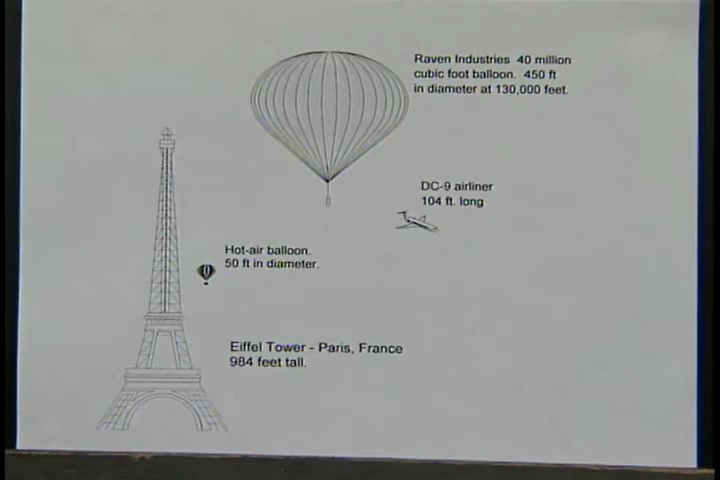 Raven Industries 40 million
cubic foot balloon. 450 ft
in diameter at 130,000 feet.
DC-9 airliner
104 ft. long
Hot-air balloon.
50 ft in diameter.
Eiffel Tower - Paris, France
984 feet tall.